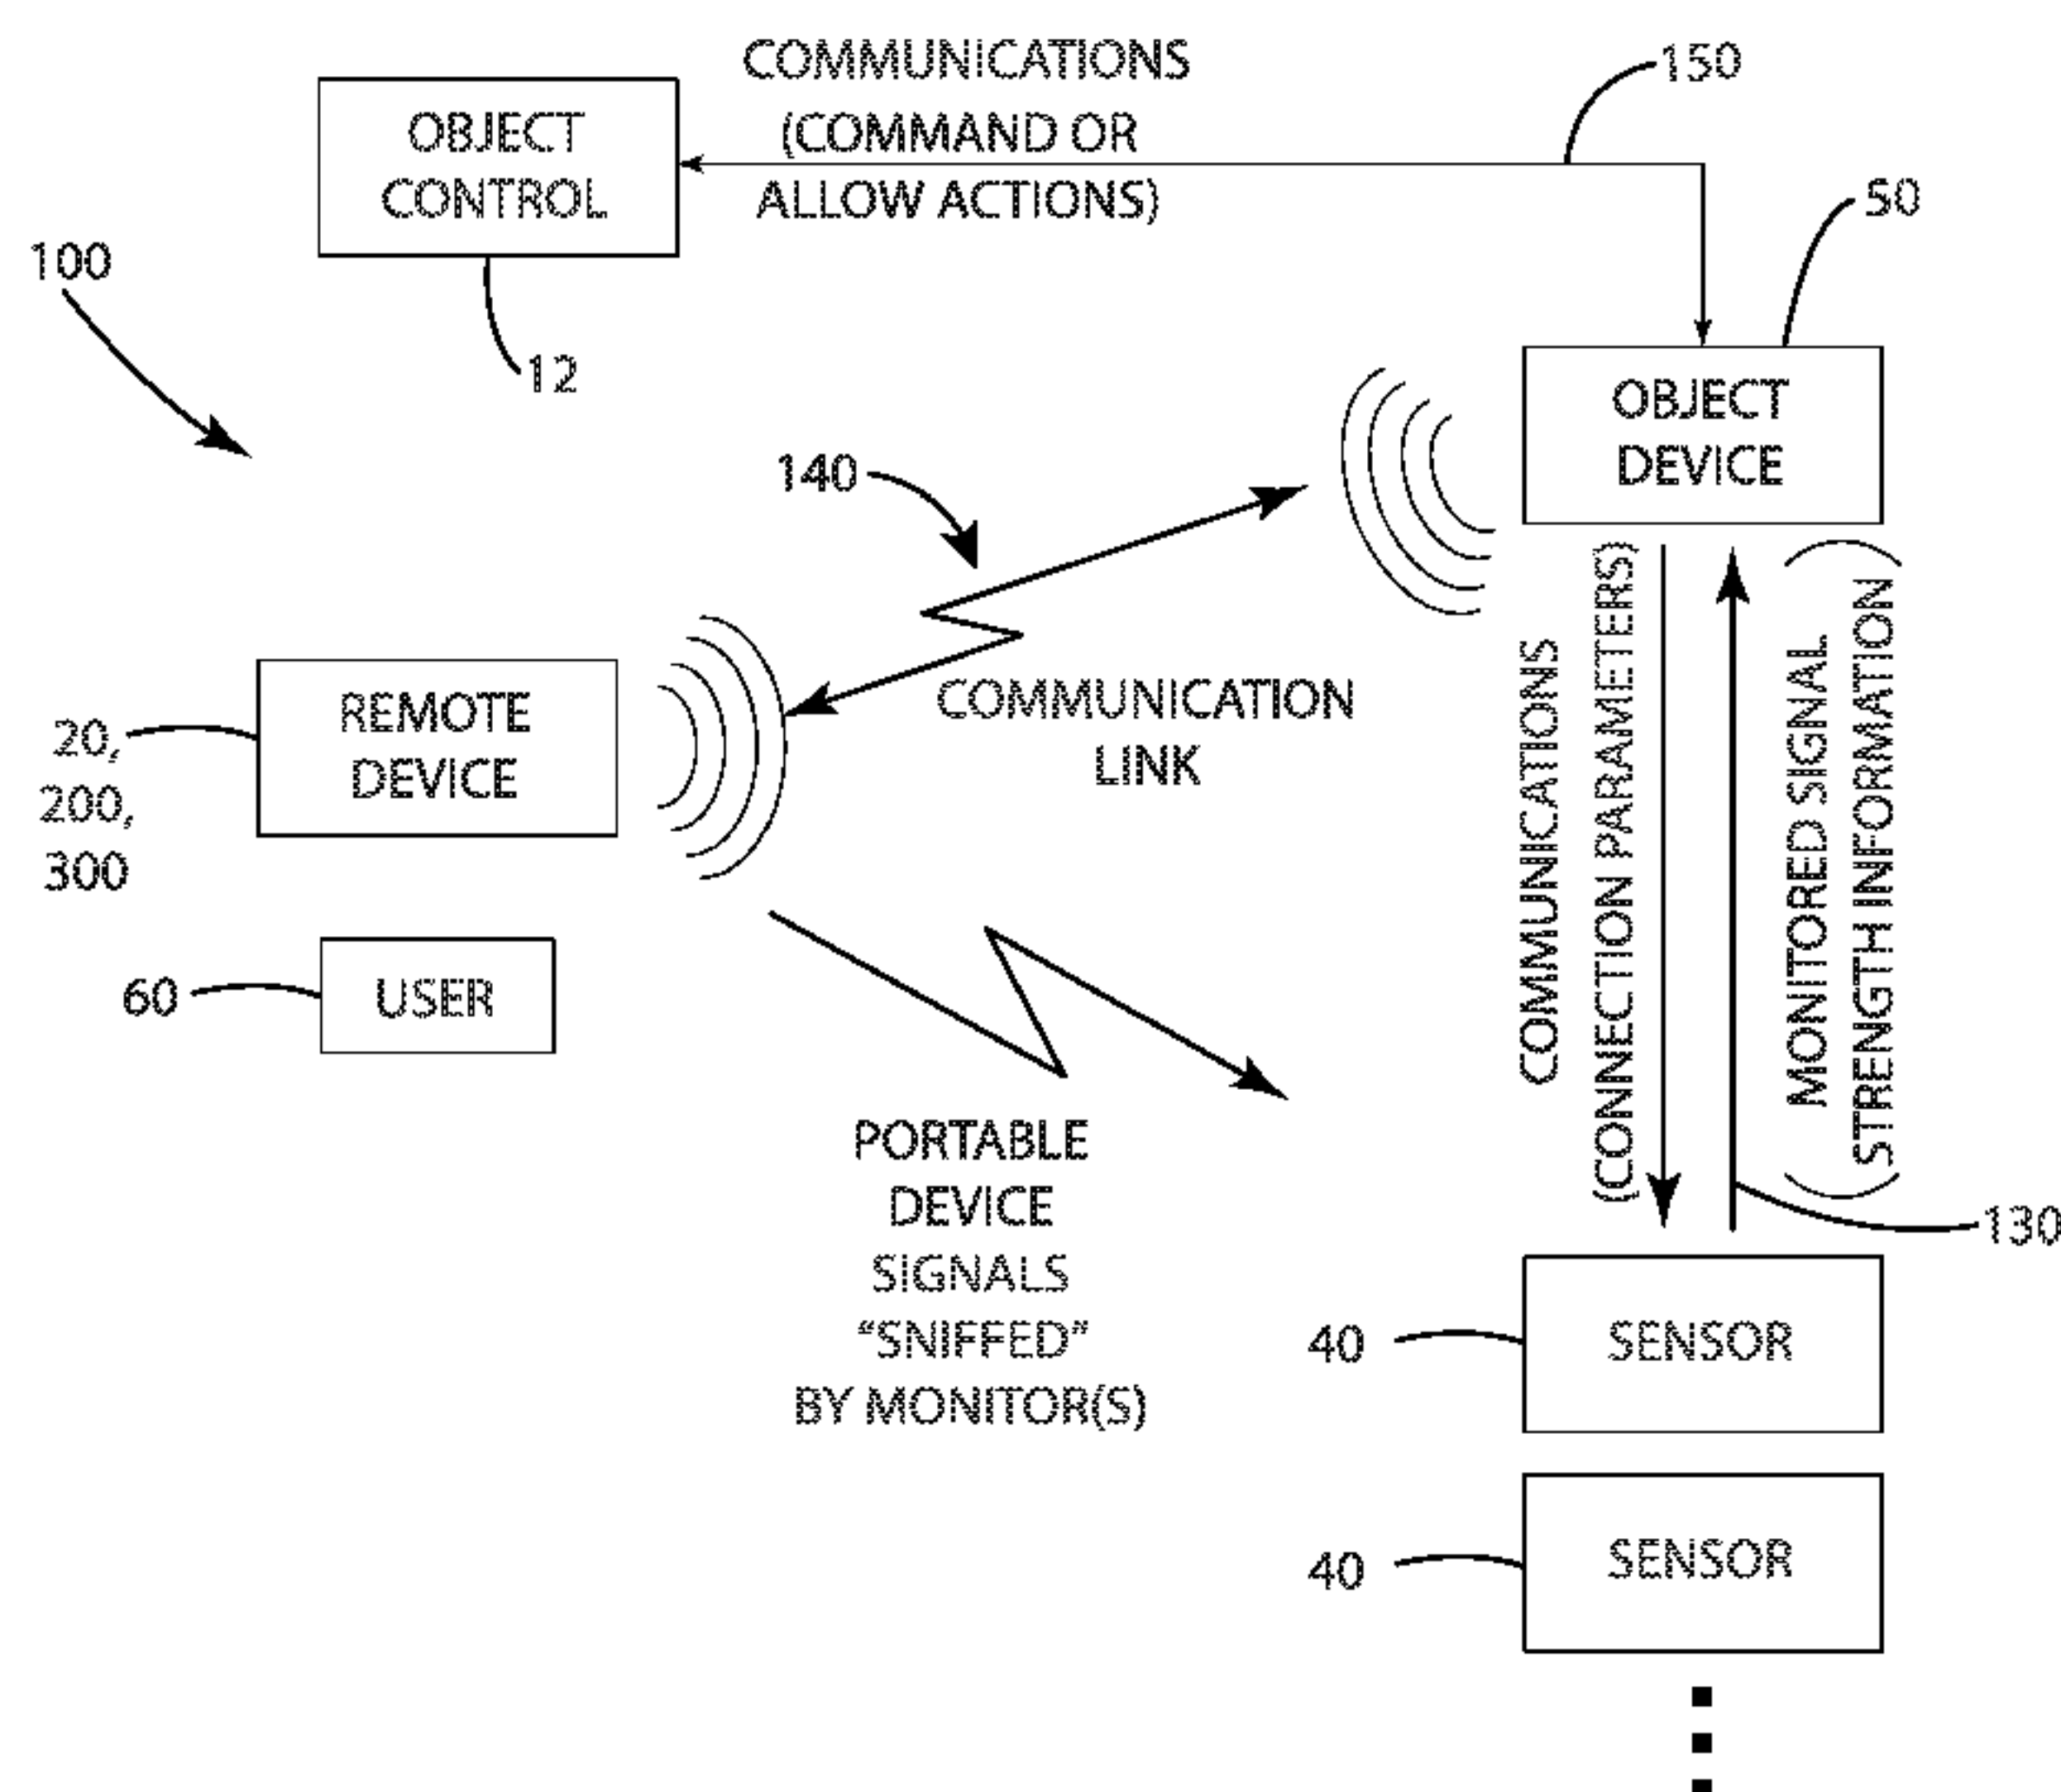 COMMUNICATIONS
(COMMAND OR
ALLOW ACTIONS)
150
OBJECT
CONTROL
50
100
12
OBJECT
DEVICE
140
REMOTE
DEVICE
20,
200,
300
COMMUNICATION
LINK
COMMUNICATIONS
(CONNECTION PARAMETERS)
MONITORED SIGNAL
STRENGTH INFORMATION
60
USER
PORTABLE
DEVICE
SIGNALS
“SNIFFED”
BY MONITOR(S)
130
40
SENSOR
40
SENSOR